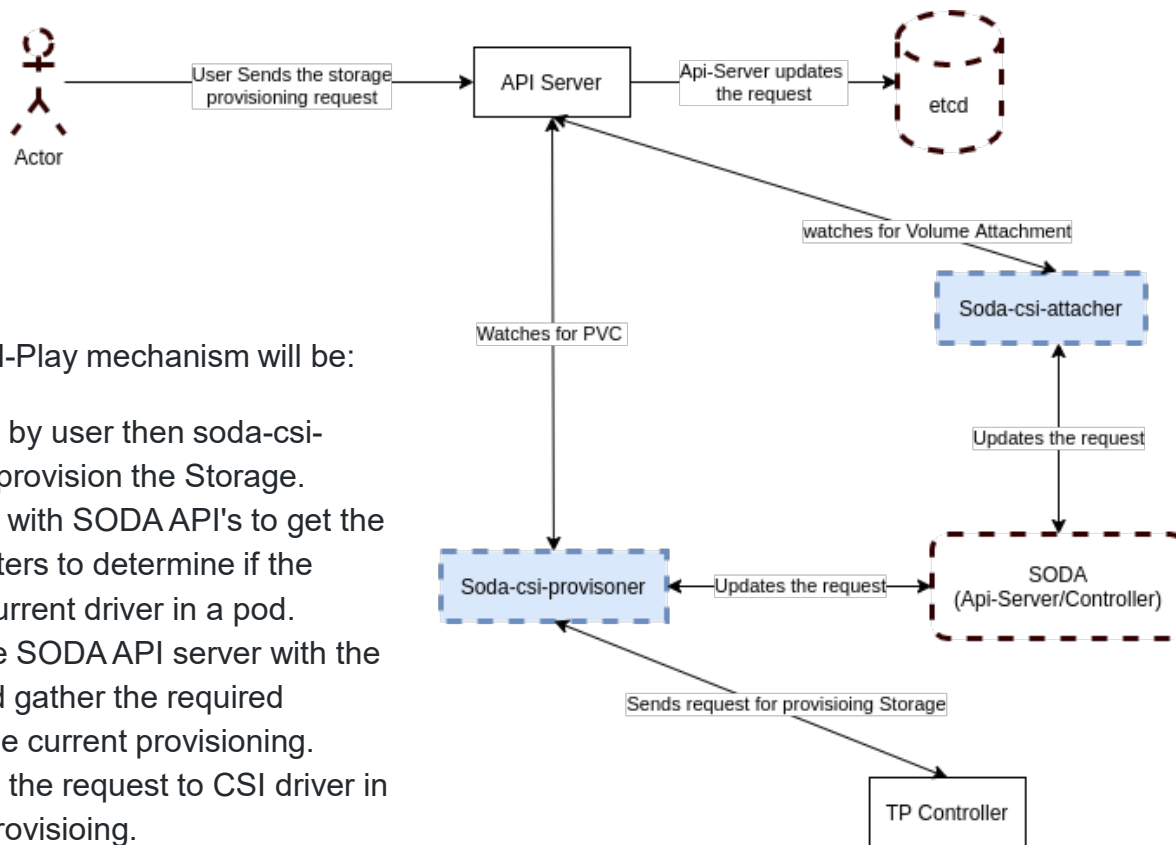 User Sends the storage
provisioning request
API Server
Api-Server updates
the request
etcd
Actor
watches for Volume Attachment
Soda-csi-attacher
Watches for PVC
Updates the request
Soda-csi-provisoner
Updates the request
SODA
(Api-Server/Controller)
Sends request for provisioing Storage
TP Controller
l-Play mechanism will be:
by user then soda-csi-
provision the Storage.
with SODA API's to get the
ters to determine if the
urrent driver in a pod.
e SODA API server with the
d gather the required
e current provisioning.
the request to CSI driver in
rovisioing.